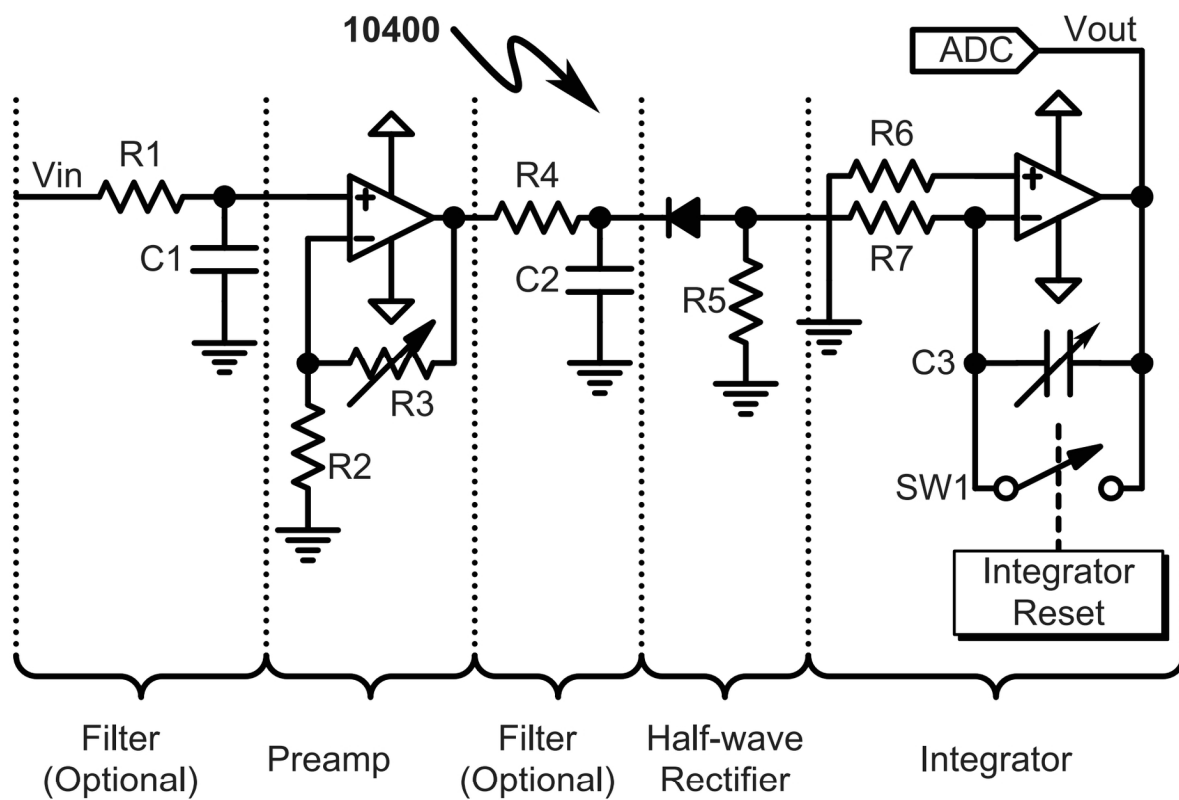 10400
ADC
Vout
Vin
R1
C1
+
−
R2
R3
R4
C2
R5
R6
R7
+
−
C3
SW1
Integrator
Reset
Filter
(Optional)
Preamp
Filter
(Optional)
Half-wave
Rectifier
Integrator